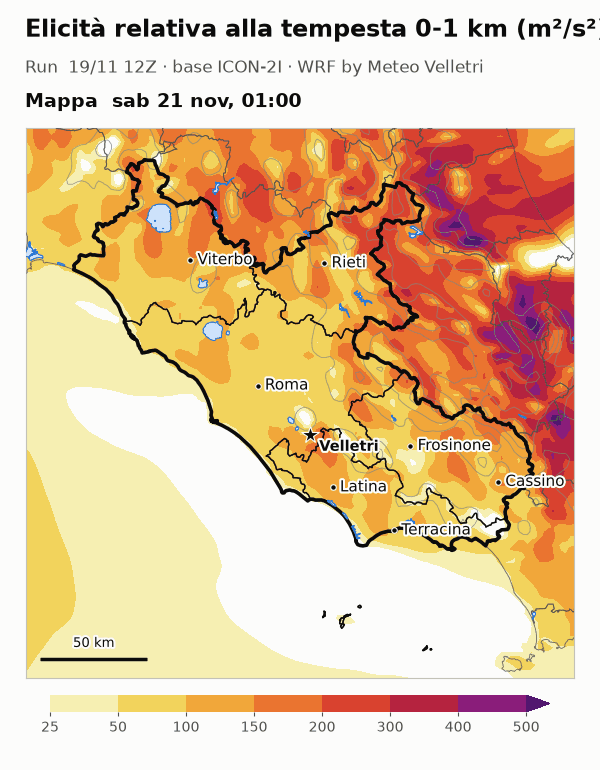 Elicità relativa alla tempesta 0-1 km (m²/s²)
Run 19/11 12Z · base ICON-2I · WRF by Meteo Velletri
Mappa sab 21 nov, 01:00
Viterbo
Rieti
Roma
Velletri
Frosinone
Latina
Cassino
Terracina
50 km
25 50 100 150 200 300 400 500